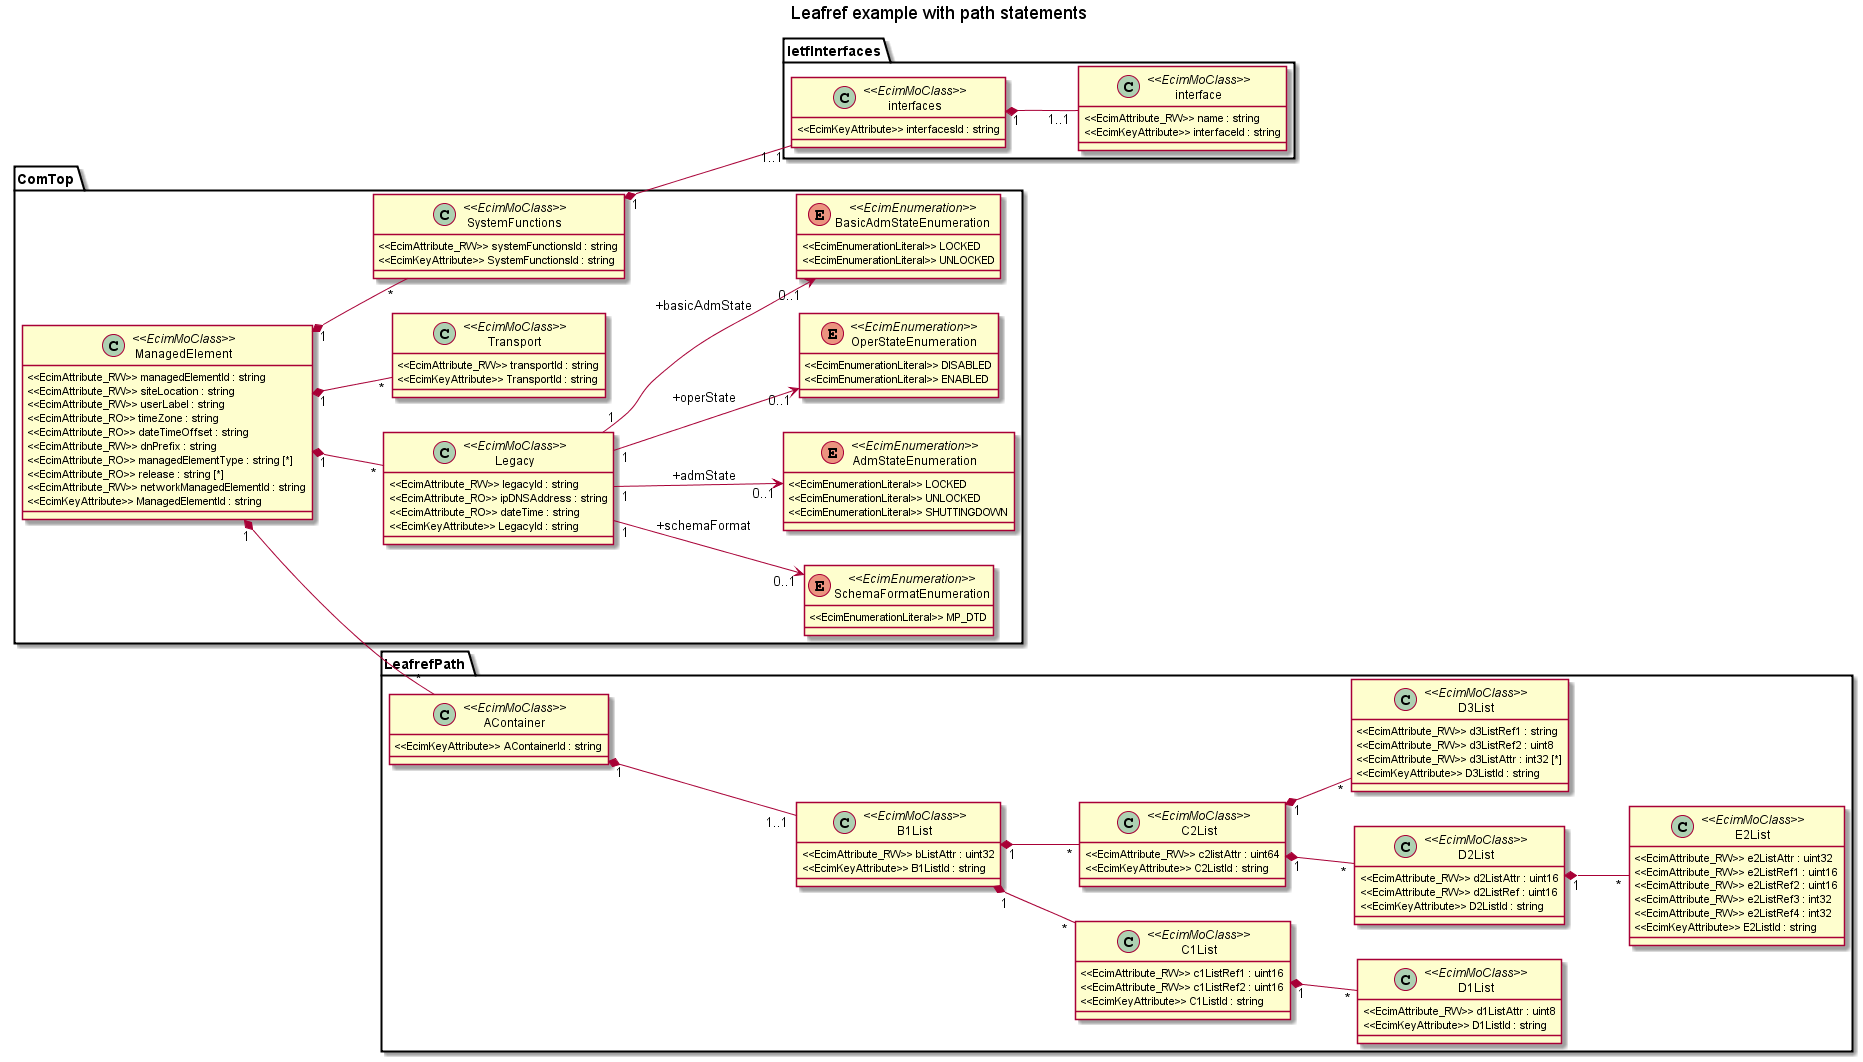 Leafref example with path statements
IetfInterfaces
C
<<EcimMoClass>>
interfaces
<<EcimKeyAttribute>> interfacesId : string
1
1..1
C
<<EcimMoClass>>
interface
<<EcimAttribute_RW>> name : string
<<EcimKeyAttribute>> interfaceId : string
1..1
1
ComTop
C
<<EcimMoClass>>
SystemFunctions
<<EcimAttribute_RW>> systemFunctionsId : string
<<EcimKeyAttribute>> SystemFunctionsId : string
E
<<EcimEnumeration>>
BasicAdmStateEnumeration
<<EcimEnumerationLiteral>> LOCKED
<<EcimEnumerationLiteral>> UNLOCKED
*
1
+basicAdmState
0..1
1
C
<<EcimMoClass>>
ManagedElement
<<EcimAttribute_RW>> managedElementId : string
<<EcimAttribute_RW>> siteLocation : string
<<EcimAttribute_RW>> userLabel : string
<<EcimAttribute_RO>> timeZone : string
<<EcimAttribute_RO>> dateTimeOffset : string
<<EcimAttribute_RW>> dnPrefix : string
<<EcimAttribute_RO>> managedElementType : string [*]
<<EcimAttribute_RO>> release : string [*]
<<EcimAttribute_RW>> networkManagedElementId : string
<<EcimKeyAttribute>> ManagedElementId : string
C
<<EcimMoClass>>
Transport
<<EcimAttribute_RW>> transportId : string
<<EcimKeyAttribute>> TransportId : string
1
*
E
<<EcimEnumeration>>
OperStateEnumeration
<<EcimEnumerationLiteral>> DISABLED
<<EcimEnumerationLiteral>> ENABLED
+operState
0..1
1
1
*
C
<<EcimMoClass>>
Legacy
<<EcimAttribute_RW>> legacyId : string
<<EcimAttribute_RO>> ipDNSAddress : string
<<EcimAttribute_RO>> dateTime : string
<<EcimKeyAttribute>> LegacyId : string
+admState
1
0..1
E
<<EcimEnumeration>>
AdmStateEnumeration
<<EcimEnumerationLiteral>> LOCKED
<<EcimEnumerationLiteral>> UNLOCKED
<<EcimEnumerationLiteral>> SHUTTINGDOWN
+schemaFormat
1
0..1
E
<<EcimEnumeration>>
SchemaFormatEnumeration
<<EcimEnumerationLiteral>> MP_DTD
1
*
LeafrefPath
C
<<EcimMoClass>>
AContainer
<<EcimKeyAttribute>> AContainerId : string
1
1..1
C
<<EcimMoClass>>
B1List
<<EcimAttribute_RW>> bListAttr : uint32
<<EcimKeyAttribute>> B1ListId : string
1
*
C
<<EcimMoClass>>
C2List
<<EcimAttribute_RW>> c2listAttr : uint64
<<EcimKeyAttribute>> C2ListId : string
1
*
C
<<EcimMoClass>>
D3List
<<EcimAttribute_RW>> d3ListRef1 : string
<<EcimAttribute_RW>> d3ListRef2 : uint8
<<EcimAttribute_RW>> d3ListAttr : int32 [*]
<<EcimKeyAttribute>> D3ListId : string
1
*
C
<<EcimMoClass>>
D2List
<<EcimAttribute_RW>> d2ListAttr : uint16
<<EcimAttribute_RW>> d2ListRef : uint16
<<EcimKeyAttribute>> D2ListId : string
1
*
C
<<EcimMoClass>>
E2List
<<EcimAttribute_RW>> e2ListAttr : uint32
<<EcimAttribute_RW>> e2ListRef1 : uint16
<<EcimAttribute_RW>> e2ListRef2 : uint16
<<EcimAttribute_RW>> e2ListRef3 : int32
<<EcimAttribute_RW>> e2ListRef4 : int32
<<EcimKeyAttribute>> E2ListId : string
1
*
C
<<EcimMoClass>>
C1List
<<EcimAttribute_RW>> c1ListRef1 : uint16
<<EcimAttribute_RW>> c1ListRef2 : uint16
<<EcimKeyAttribute>> C1ListId : string
1
*
C
<<EcimMoClass>>
D1List
<<EcimAttribute_RW>> d1ListAttr : uint8
<<EcimKeyAttribute>> D1ListId : string